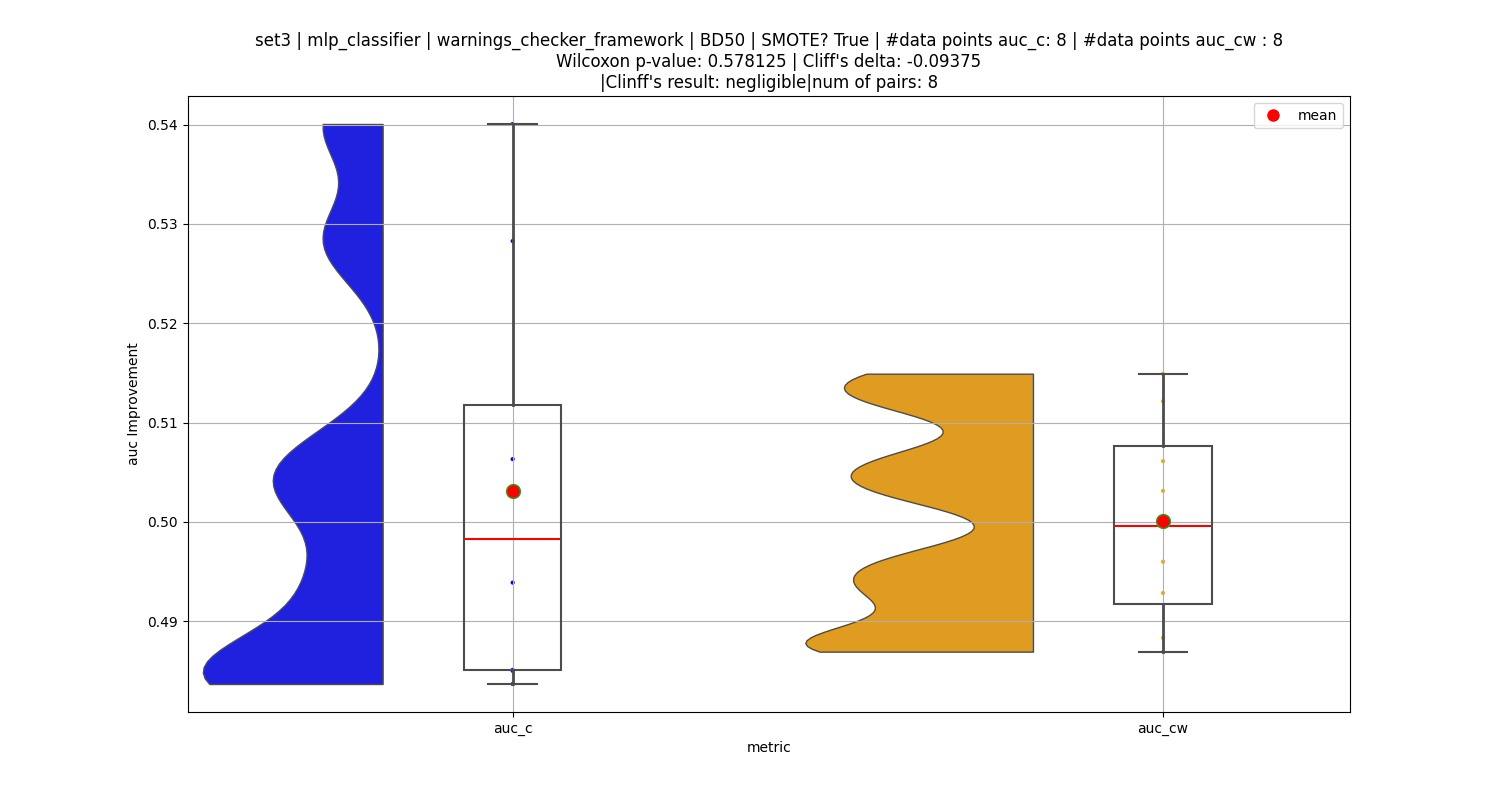 set3 | mlp_classifier | warnings_checker_framework | BD50 | SMOTE? True | #data points auc_c: 8 | #data points auc_cw : 8
Wilcoxon p-value: 0.578125 | Cliff's delta: -0.09375
|Clinff's result: negligible|num of pairs: 8
mean
0.54
0.53
0.52
0.51
0.50
0.49
auc Improvement
auc_c
auc_cw
metric